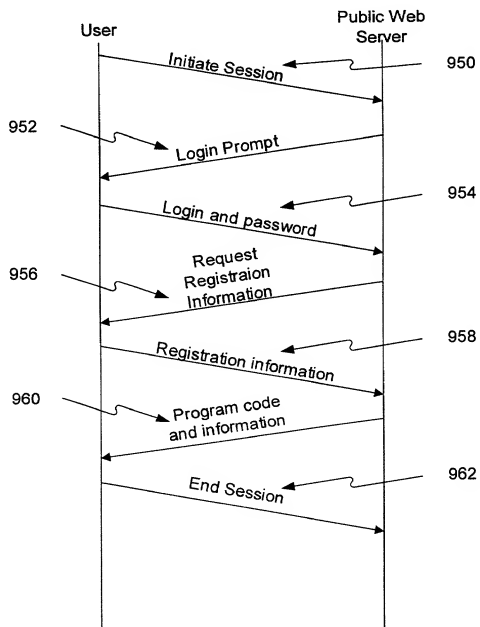 User
Public Web
Server
Initiate Session
950
952
Login Prompt
954
Login and password
956
Request
Registraion
Information
958
Registration information
960
Program code
and information
962
End Session